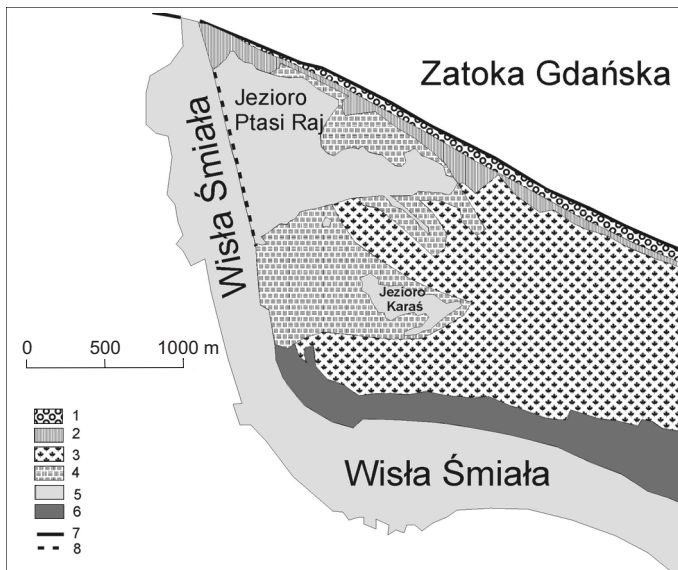 Zatoka Gdańska
Jezioro
Ptasi Raj
Wisła Śmiała
Jezioro
Karaś
0 500 1000 m
1
2
3
4
5
6
7
8
Wisła Śmiała